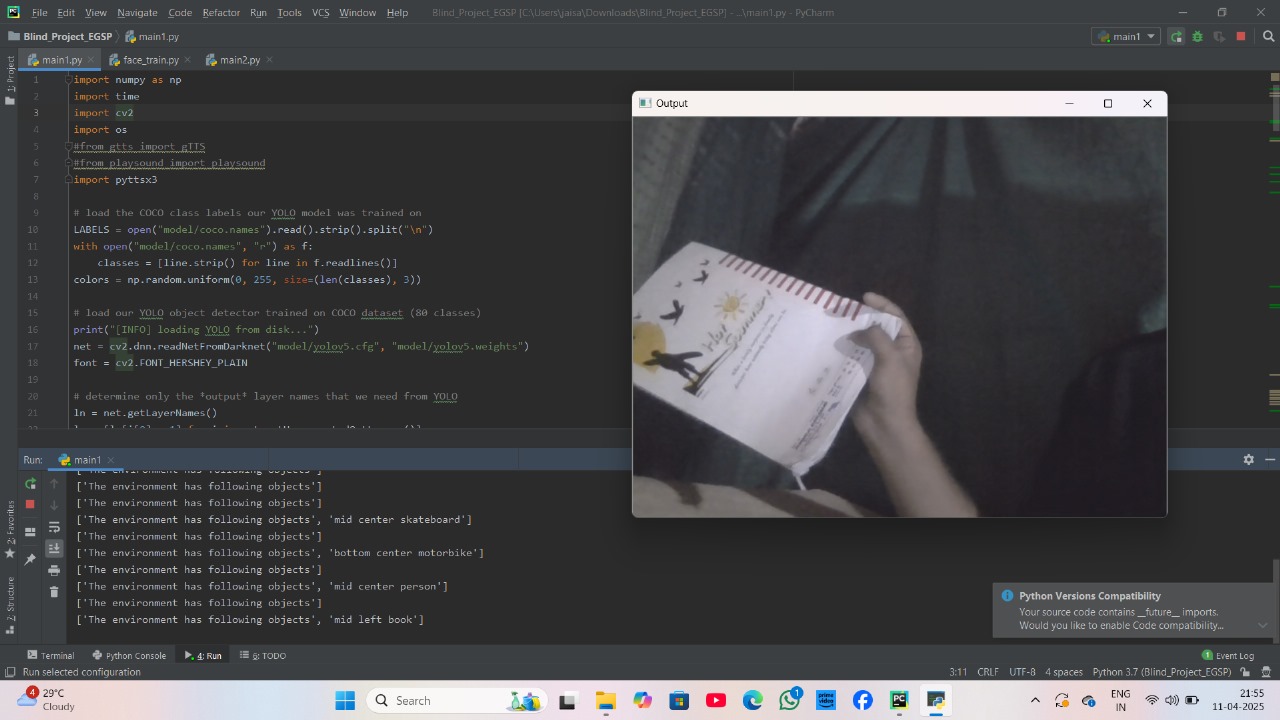 File Edit View Navigate Code Refactor Run Tools VCS Window Help Blind_Project_EGSP [C:\Users\jaisa\Downloads\Blind_Project_EGSP] - ...\main1.py - PyCharm
Blind_Project_EGSP main1.py main1
main1.py face_train.py main2.py
1: Project
1 import numpy as np
2 import time
3 import cv2
4 import os
5 #from gtts import gTTS
6 #from playsound import playsound
7 import pyttsx3
8
9 # load the COCO class labels our YOLO model was trained on
10 LABELS = open("model/coco.names").read().strip().split("\n")
11 with open("model/coco.names", "r") as f:
12 classes = [line.strip() for line in f.readlines()]
13 colors = np.random.uniform(0, 255, size=(len(classes), 3))
14
15 # load our YOLO object detector trained on COCO dataset (80 classes)
16 print("[INFO] loading YOLO from disk...")
17 net = cv2.dnn.readNetFromDarknet("model/yolov5.cfg", "model/yolov5.weights")
18 font = cv2.FONT_HERSHEY_PLAIN
19
20 # determine only the *output* layer names that we need from YOLO
21 ln = net.getLayerNames()
Output
Run: main1
['The environment has following objects']
['The environment has following objects']
['The environment has following objects', 'mid center skateboard']
['The environment has following objects']
['The environment has following objects', 'bottom center motorbike']
['The environment has following objects']
['The environment has following objects', 'mid center person']
['The environment has following objects']
['The environment has following objects', 'mid left book']
2: Favorites
7: Structure
Python Versions Compatibility
Your source code contains __future__ imports.
Would you like to enable Code compatibility...
Terminal Python Console 4: Run 6: TODO 1 Event Log
Run selected configuration 3:11 CRLF UTF-8 4 spaces Python 3.7 (Blind_Project_EGSP)
4 29°C
Cloudy
Search
prime video
1
ENG
IN
21:55
11-04-2025